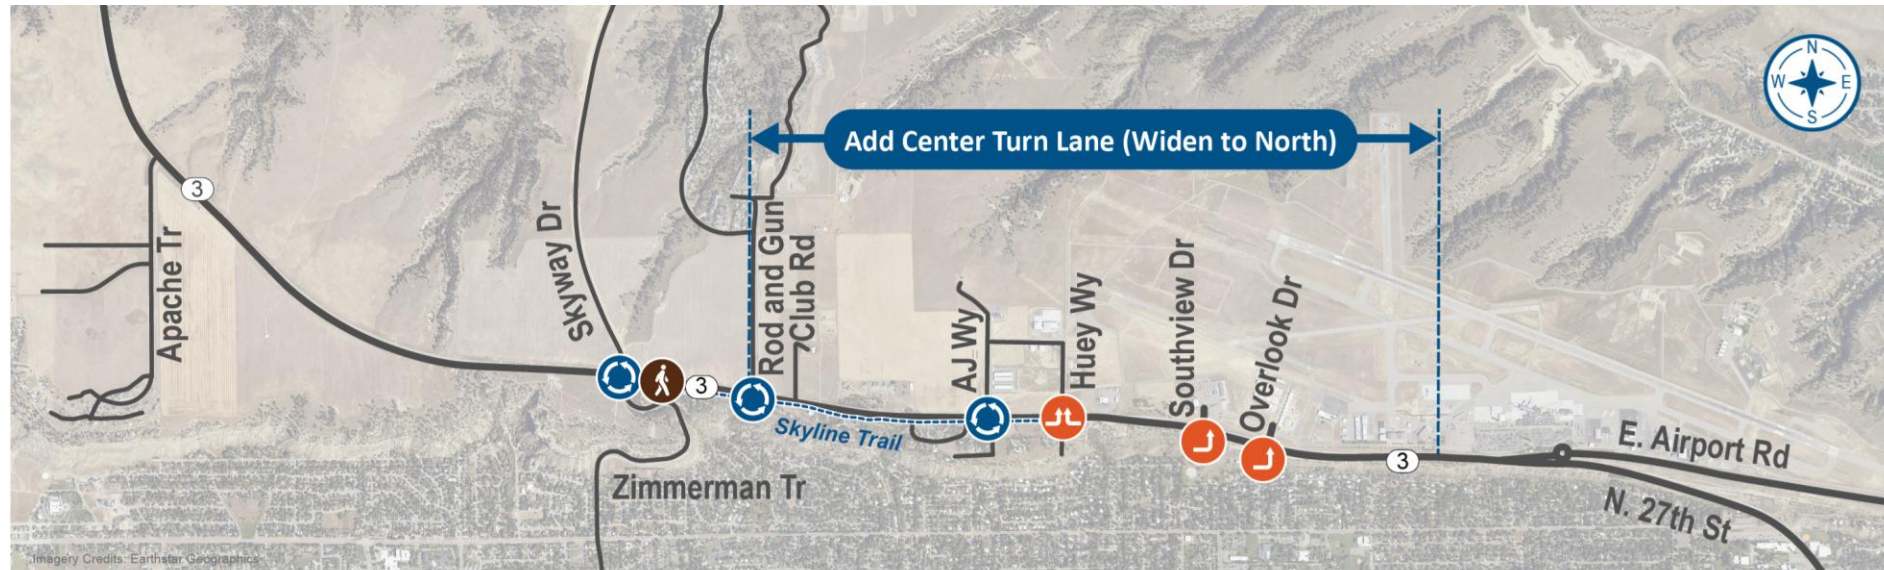 N
W E
S
Add Center Turn Lane (Widen to North)
3
Apache Tr
Skyway Dr
Rod and Gun
Club Rd
AJ Wy
Huey Wy
Southview Dr
Overlook Dr
3
Skyline Trail
3
E. Airport Rd
Zimmerman Tr
N. 27th St
Imagery Credits: Earthstar Geographics